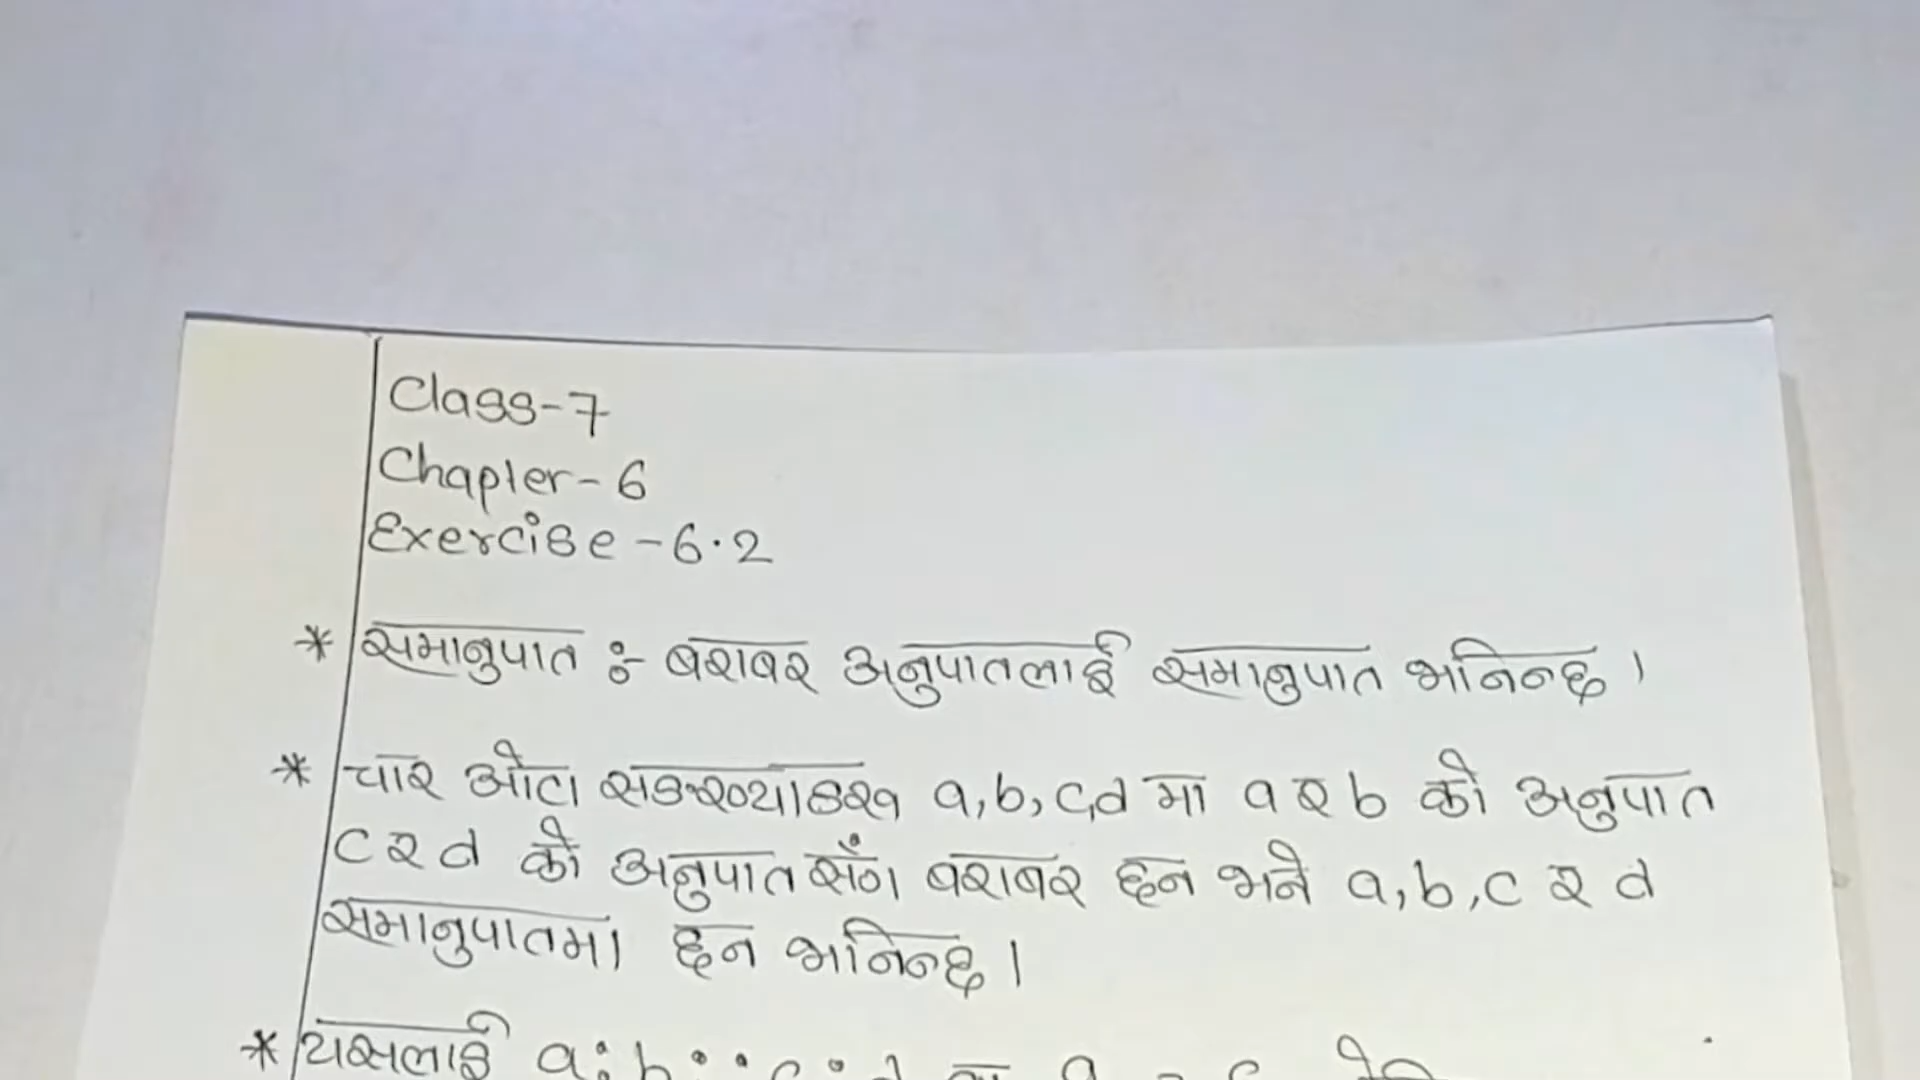 Class-7
Chapter-6
Exercise-6.2
* समानुपात :- बराबर अनुपातलाई समानुपात भनिन्छ ।
* चार ओटा सङ्ख्याहरू a, b, c, d मा a र b को अनुपात
c र d को अनुपातसँग बराबर छन भने a, b, c र d
समानुपातमा छन भनिन्छ ।
* यसलाई a:b::c:d वा